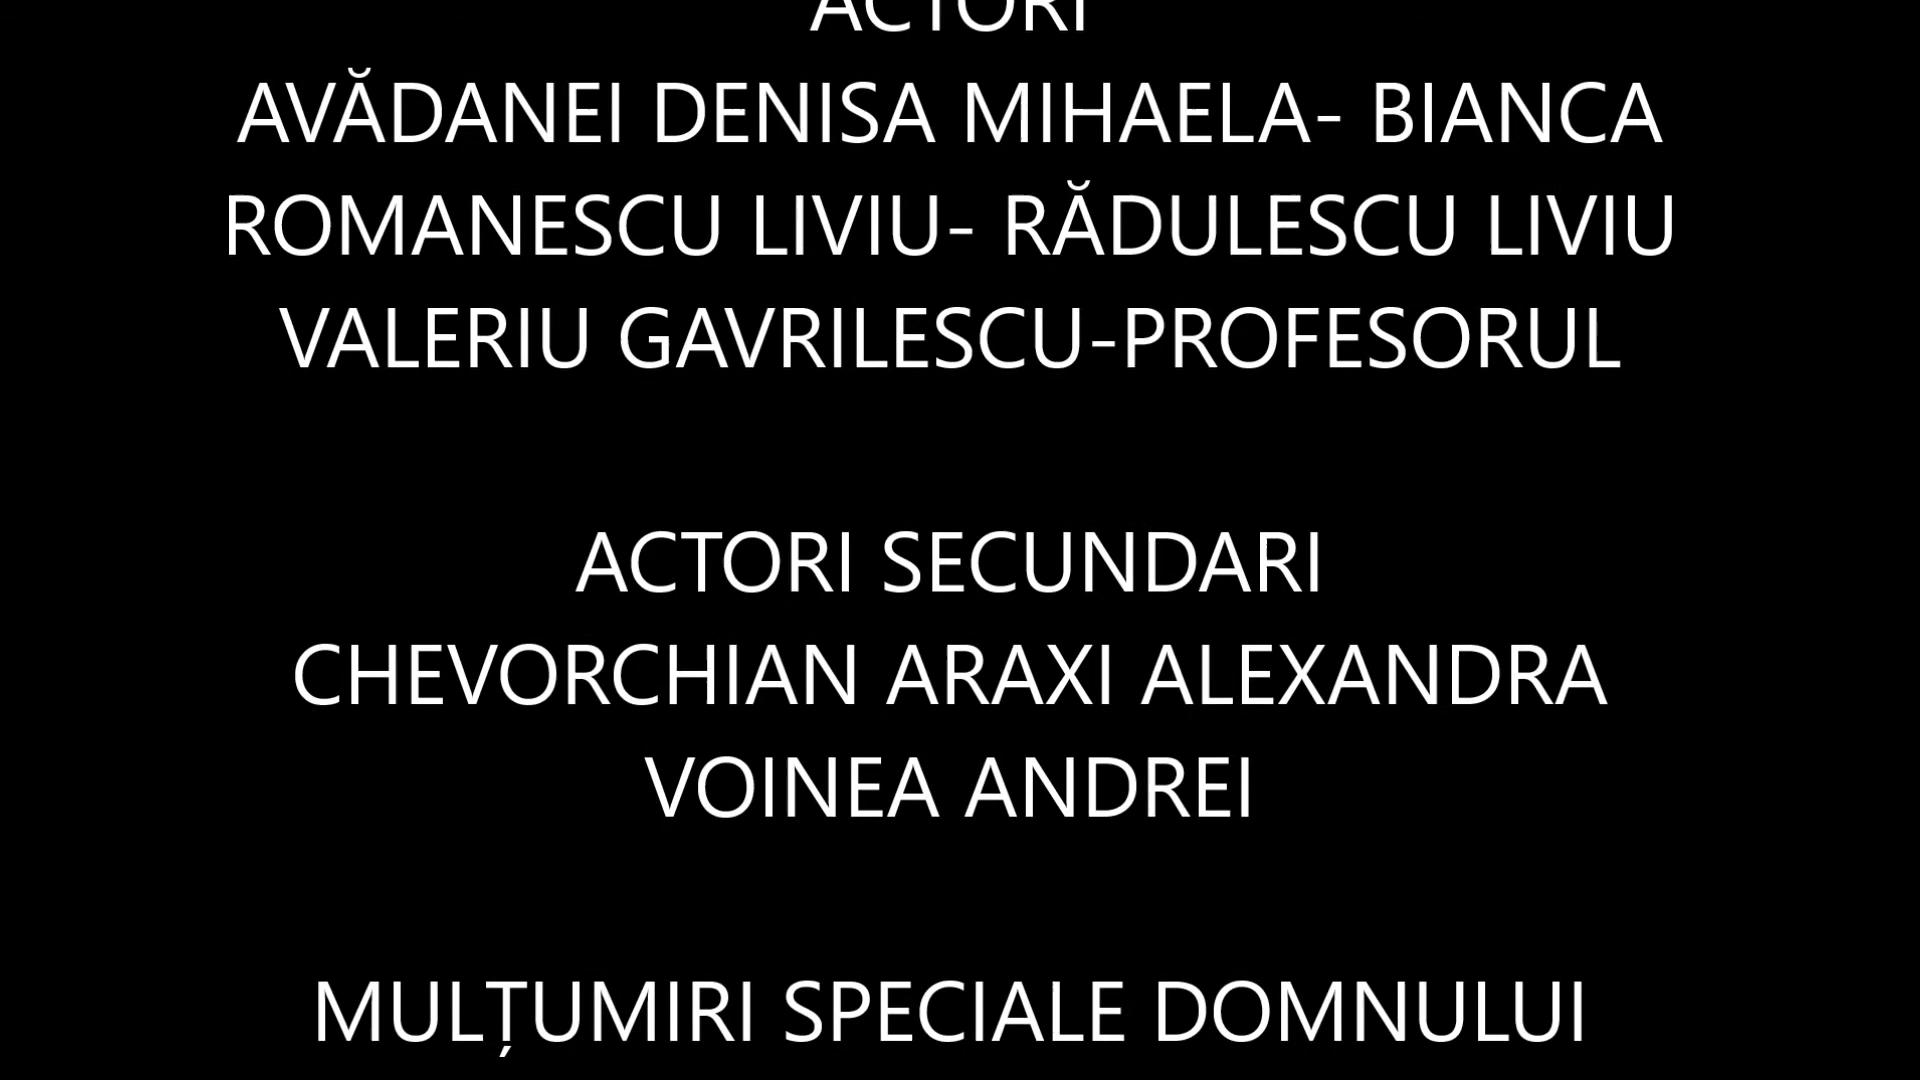 ACTORI
AVĂDANEI DENISA MIHAELA- BIANCA
ROMANESCU LIVIU- RĂDULESCU LIVIU
VALERIU GAVRILESCU-PROFESORUL
ACTORI SECUNDARI
CHEVORCHIAN ARAXI ALEXANDRA
VOINEA ANDREI
MULȚUMIRI SPECIALE DOMNULUI